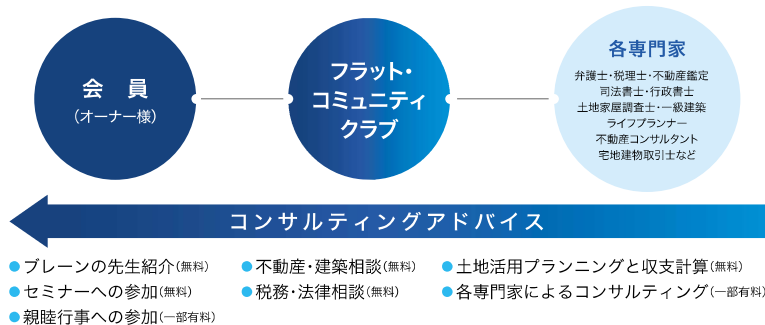 会　員
（オーナー様）
フラット・
コミュニティ
クラブ
各専門家
弁護士・税理士・不動産鑑定
司法書士・行政書士
土地家屋調査士・一級建築
ライフプランナー
不動産コンサルタント
宅地建物取引士など
コンサルティングアドバイス
●ブレーンの先生紹介（無料）
●セミナーへの参加（無料）
●親睦行事への参加（一部有料）
●不動産・建築相談（無料）
●税務・法律相談（無料）
●土地活用プランニングと収支計算（無料）
●各専門家によるコンサルティング（一部有料）